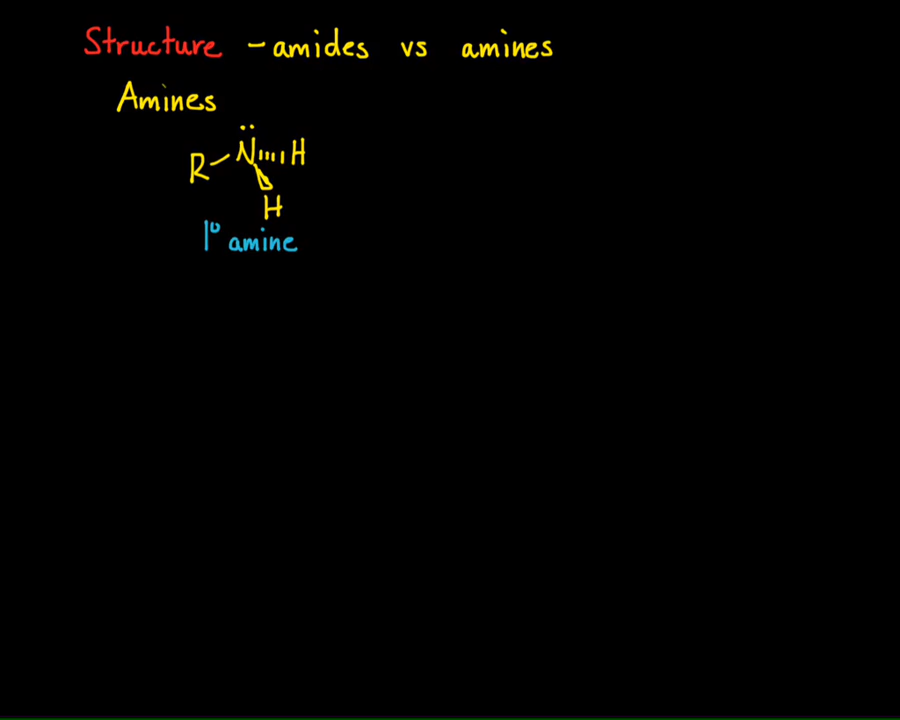 Structure - amides vs amines
Amines
R-N̈····H
H
1° amine